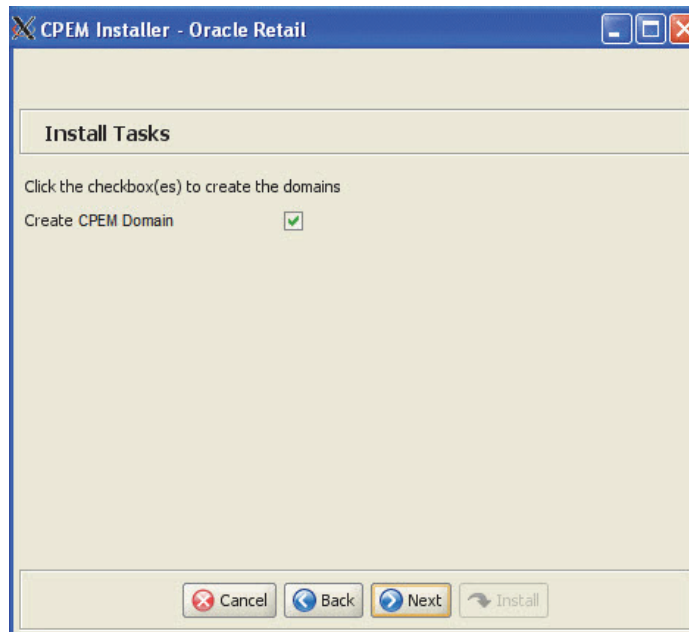 CPEM Installer - Oracle Retail
Install Tasks
Click the checkbox(es) to create the domains
Create CPEM Domain
Cancel Back Next Install